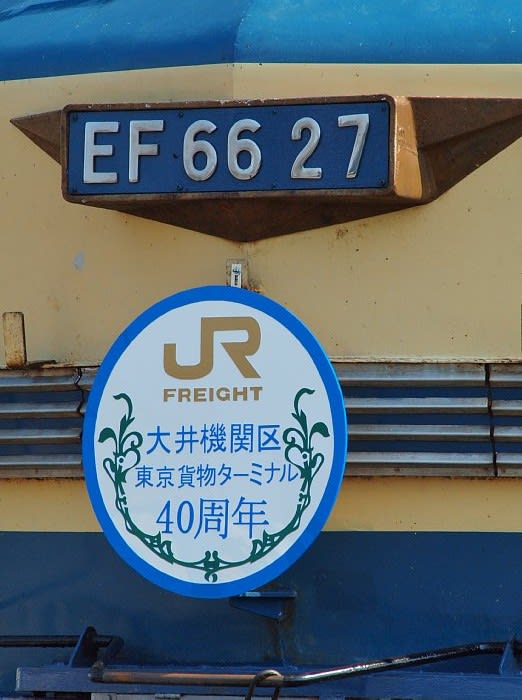 EF 66 27
JR
FREIGHT
大井機関区
東京貨物ターミナル
40周年